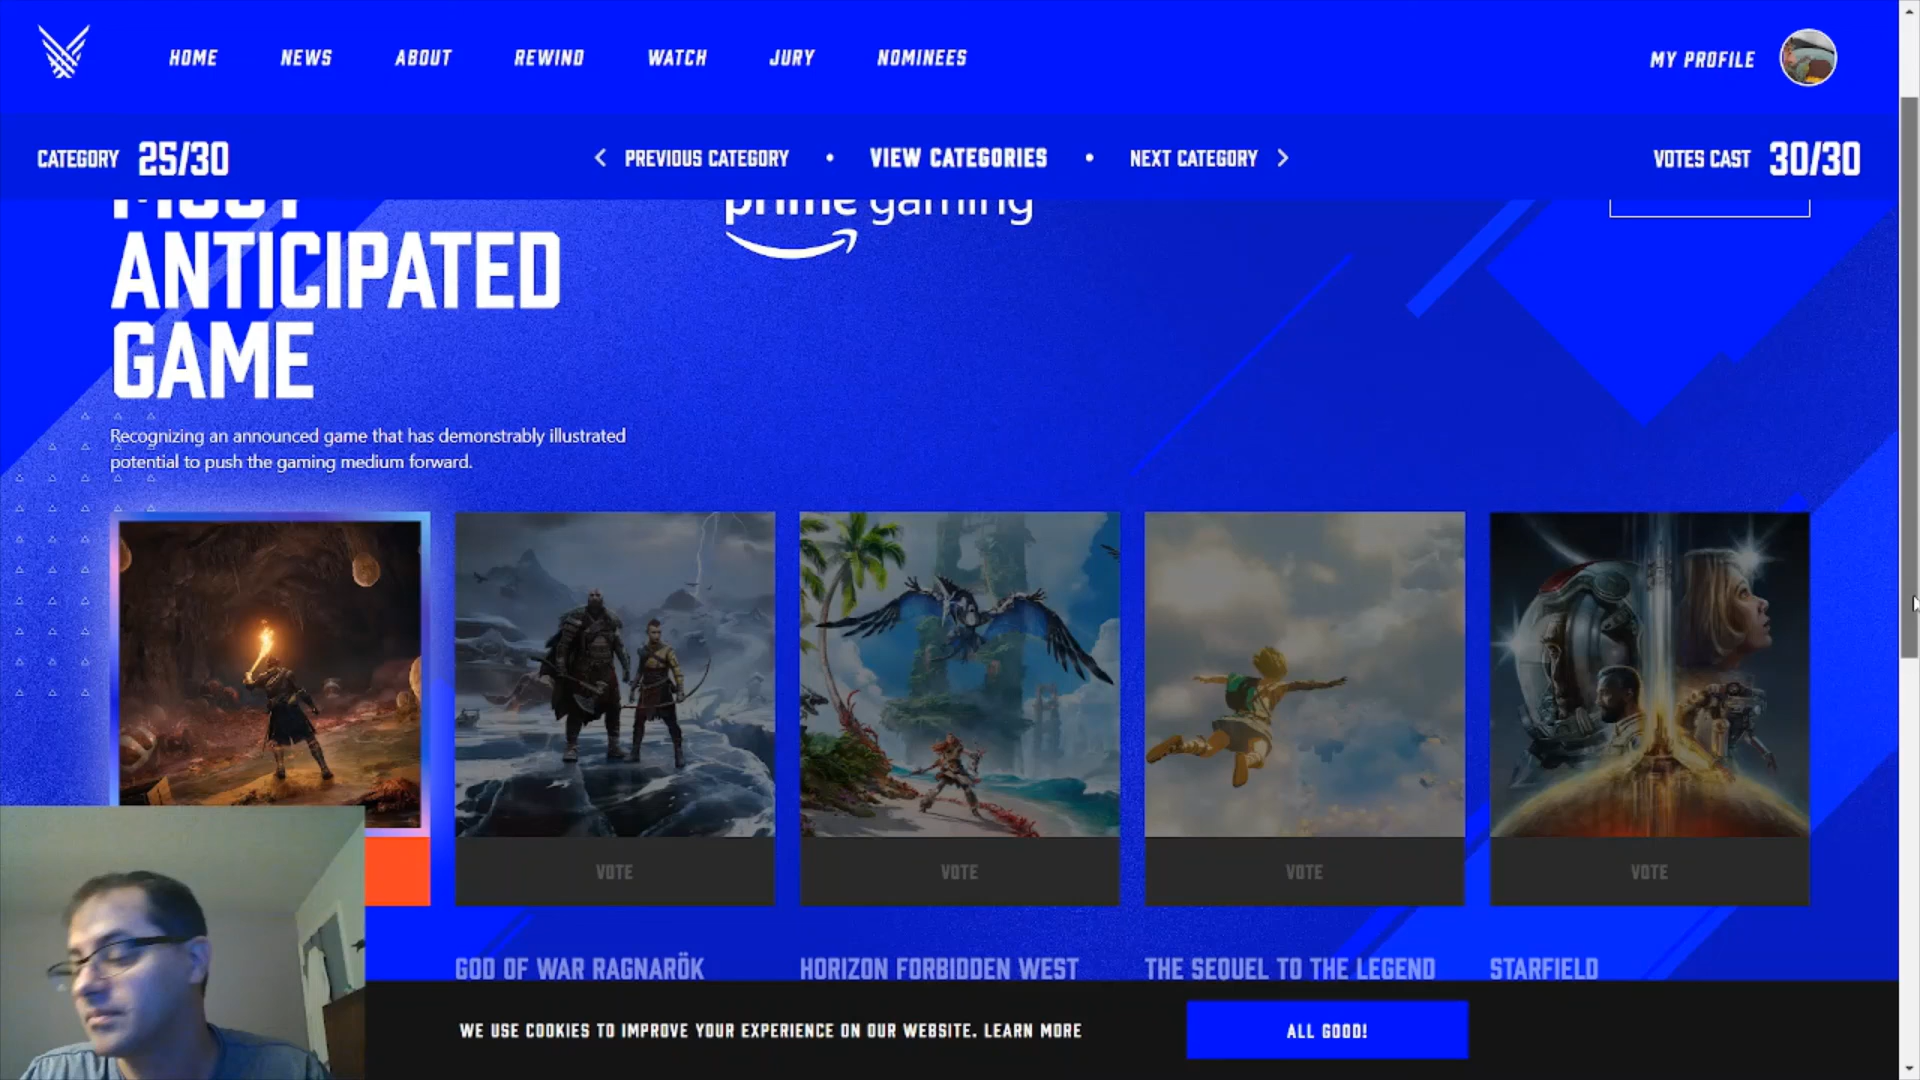 HOME NEWS ABOUT REWIND WATCH JURY NOMINEES MY PROFILE
CATEGORY 25/30 PREVIOUS CATEGORY • VIEW CATEGORIES • NEXT CATEGORY VOTES CAST 30/30
MOST
ANTICIPATED
GAME
prime gaming
Recognizing an announced game that has demonstrably illustrated
potential to push the gaming medium forward.
VOTE VOTE VOTE VOTE
GOD OF WAR RAGNARÖK HORIZON FORBIDDEN WEST THE SEQUEL TO THE LEGEND STARFIELD
WE USE COOKIES TO IMPROVE YOUR EXPERIENCE ON OUR WEBSITE. LEARN MORE ALL GOOD!